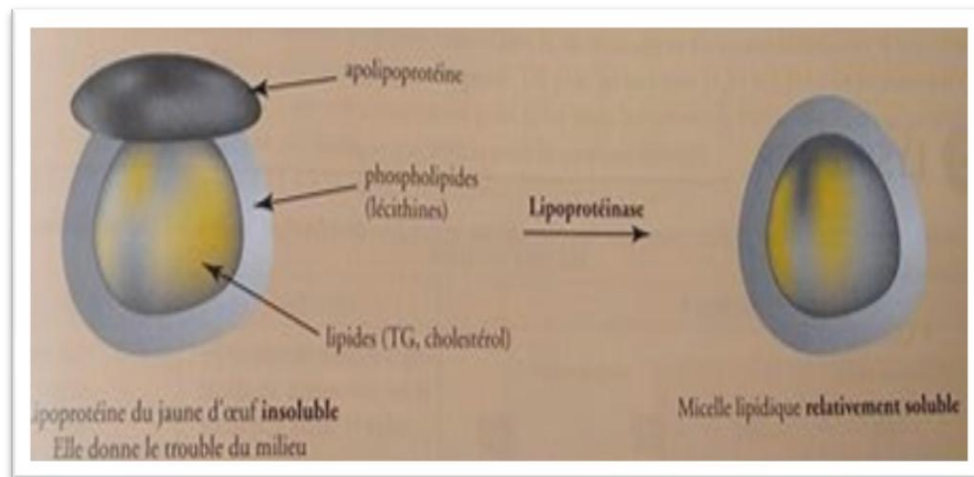 apolipoprotéine
phospholipides
(lécithines)
Lipoprotéinase
lipides (TG, cholestérol)
ipoprotéine du jaune d'œuf insoluble
Elle donne le trouble du milieu
Micelle lipidique relativement soluble